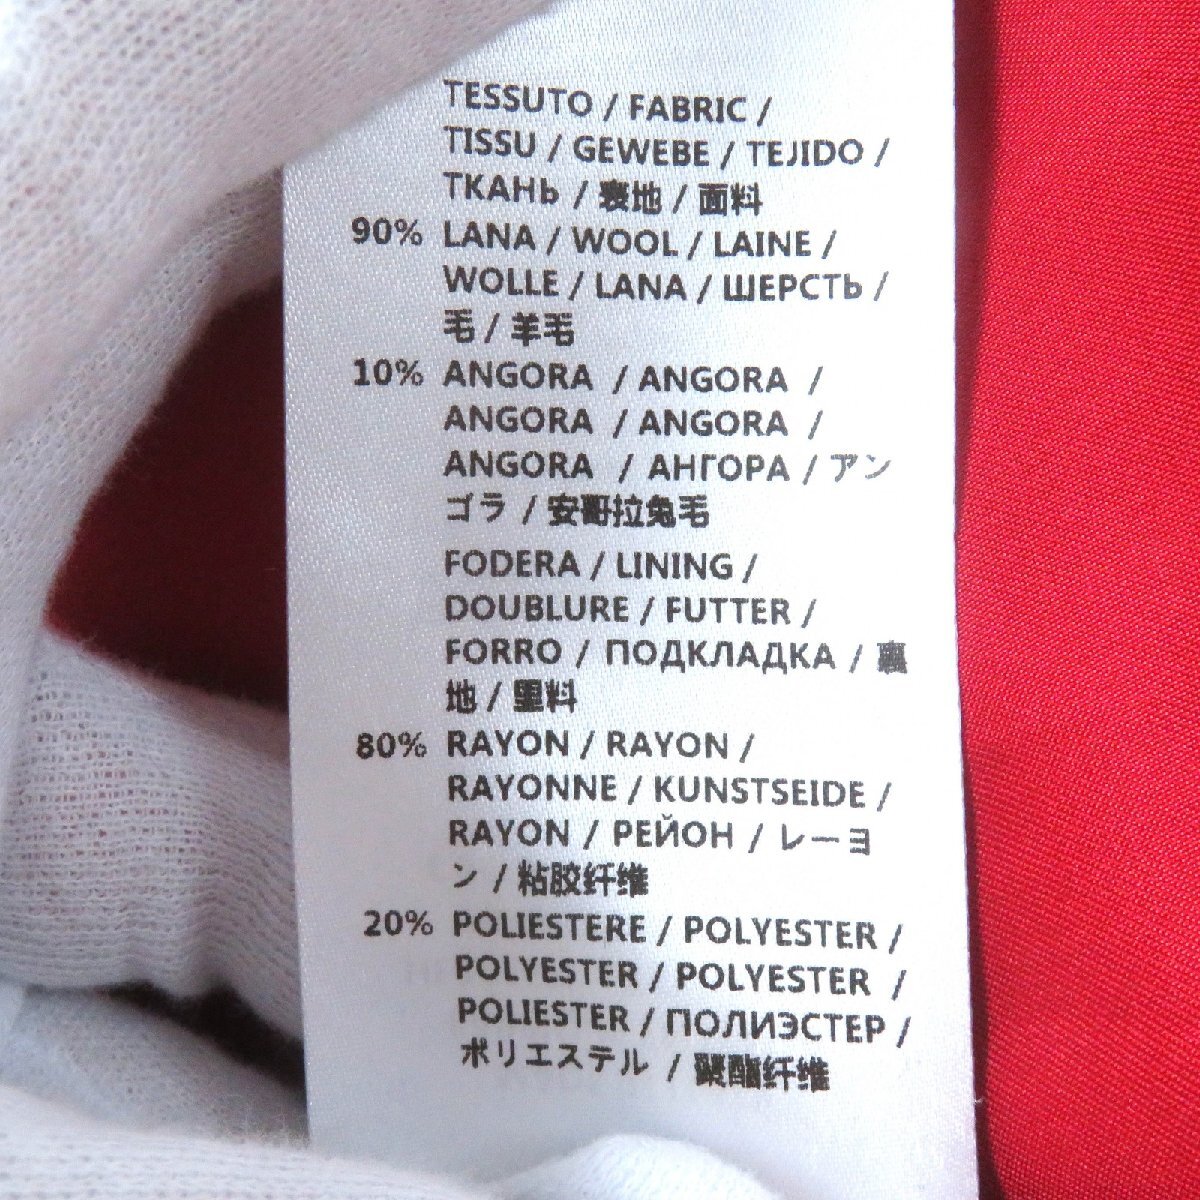 TESSUTO / FABRIC /
TISSU / GEWEBE / TEJIDO /
ТКАНЬ / 表地 / 面料
90% LANA / WOOL / LAINE /
WOLLE / LANA / ШЕРСТЬ /
毛 / 羊毛
10% ANGORA / ANGORA /
ANGORA / ANGORA /
ANGORA / АНГОРА / アン
ゴラ / 安哥拉兔毛
FODERA / LINING /
DOUBLURE / FUTTER /
FORRO / ПОДКЛАДКА / 裏
地 / 里料
80% RAYON / RAYON /
RAYONNE / KUNSTSEIDE /
RAYON / РЕЙОН / レーヨ
ン / 粘胶纤维
20% POLIESTERE / POLYESTER /
POLYESTER / POLYESTER /
POLIESTER / ПОЛИЭСТЕР /
ポリエステル / 聚酯纤维